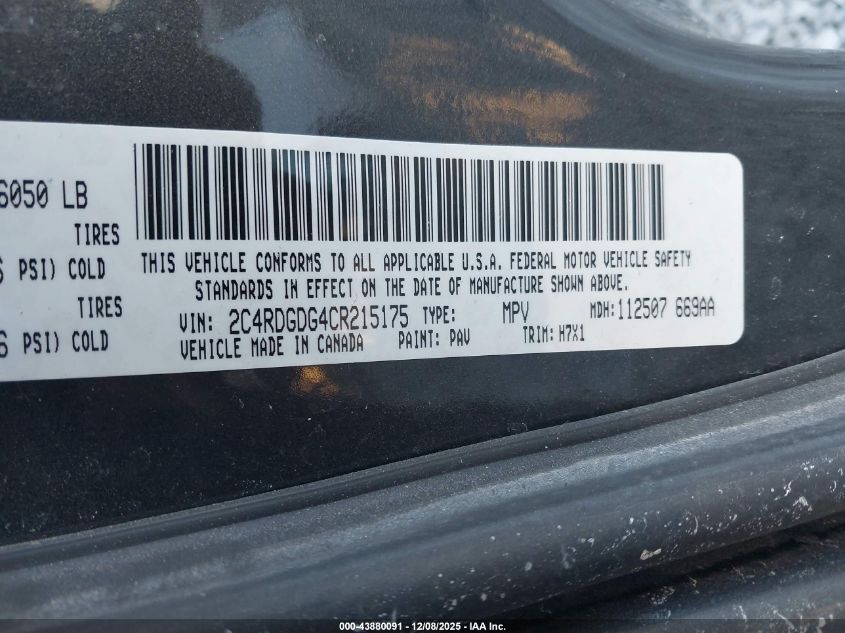 6050 LB
TIRES
PSI) COLD
TIRES
PSI) COLD
THIS VEHICLE CONFORMS TO ALL APPLICABLE U.S.A. FEDERAL MOTOR VEHICLE SAFETY
STANDARDS IN EFFECT ON THE DATE OF MANUFACTURE SHOWN ABOVE.
VIN: 2C4RDGDG4CR215175 TYPE: MPV MDH: 112507 669AA
VEHICLE MADE IN CANADA PAINT: PAV TRIM: H7X1
000-43880091 - 12/08/2025 - IAA Inc.